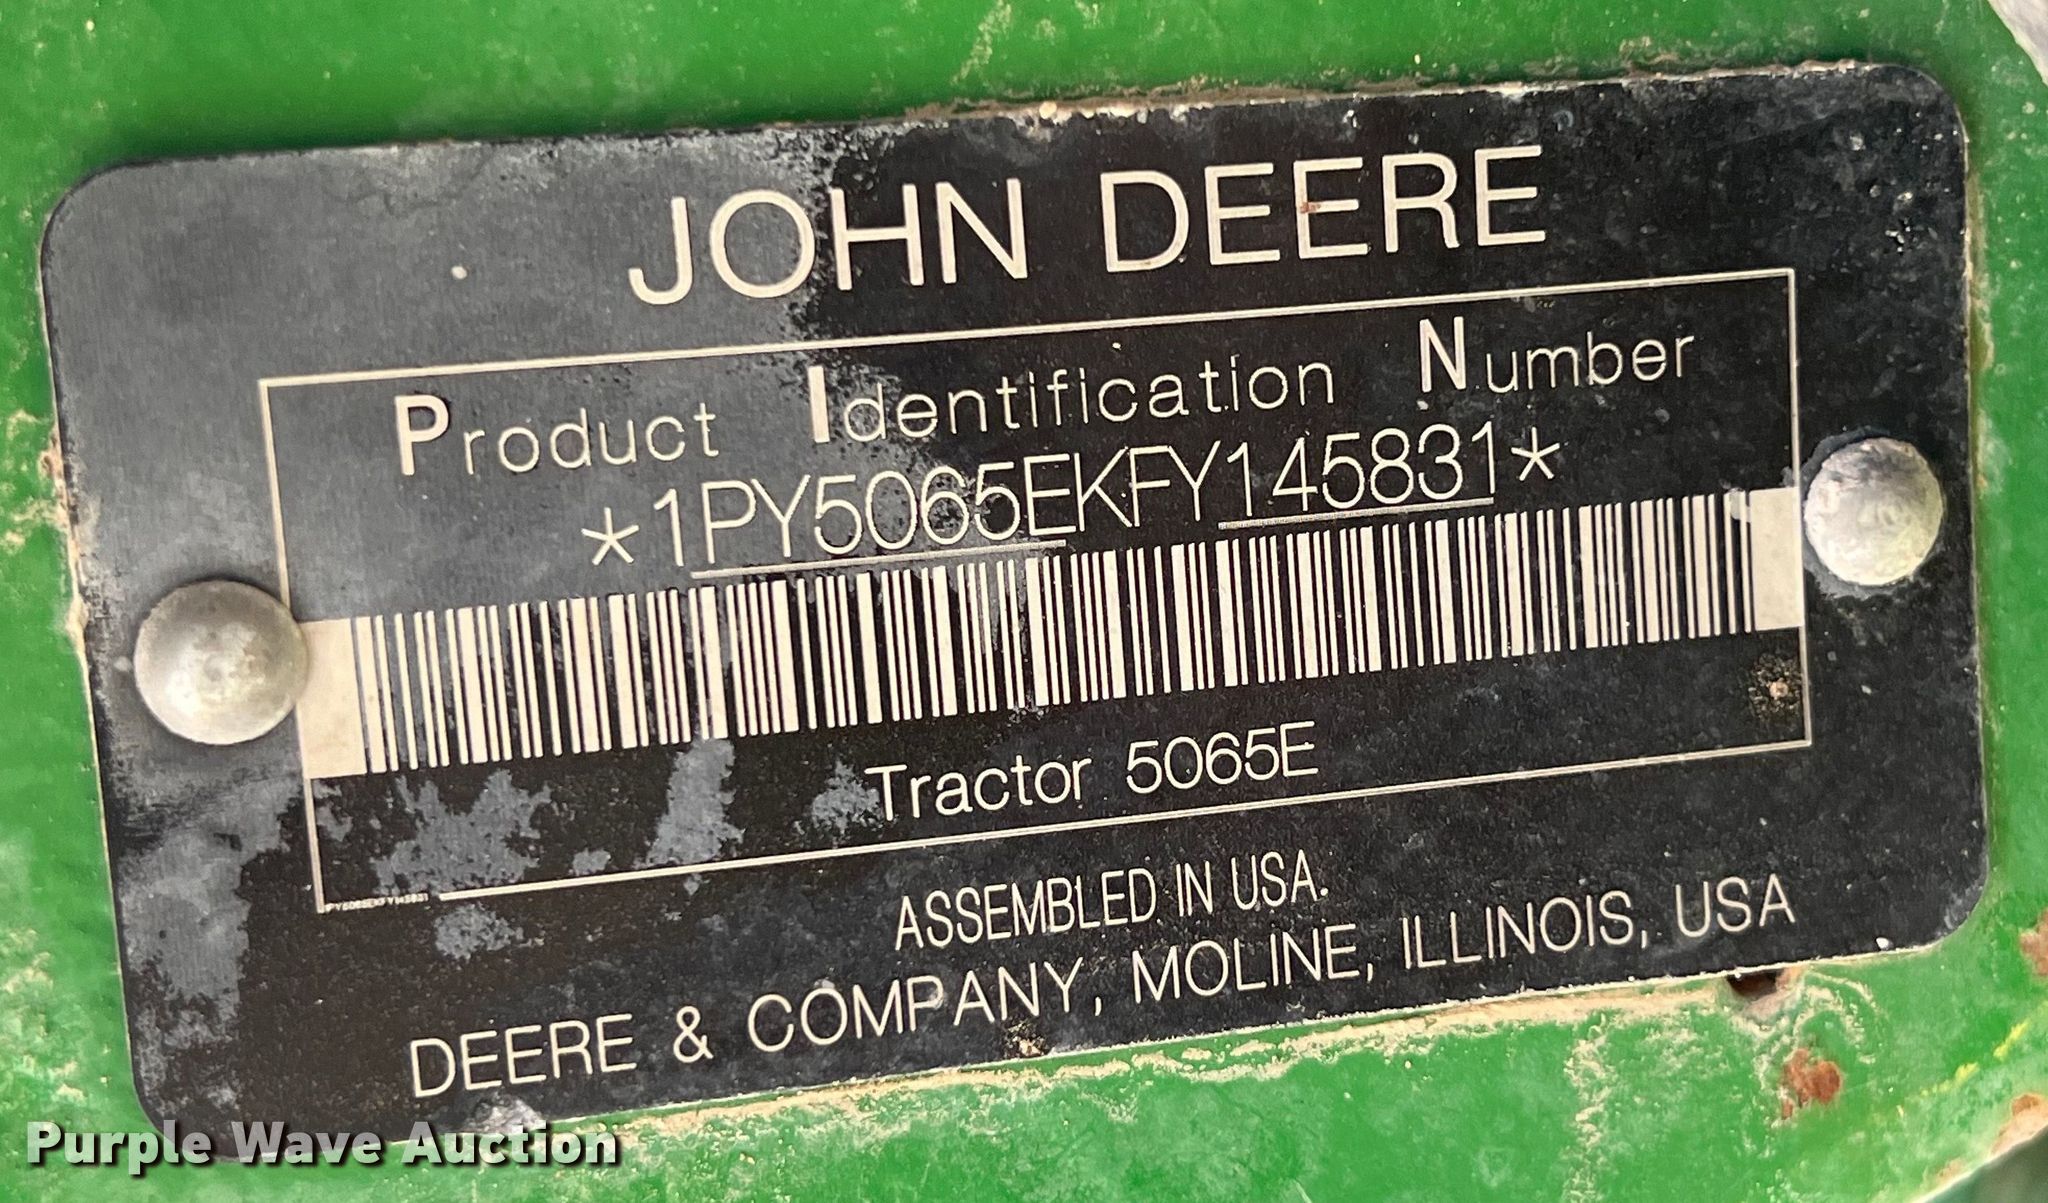 JOHN DEERE
Product Identification Number
*1PY5065EKFY145831*
Tractor 5065E
PY5065EKFY145831
ASSEMBLED IN USA.
DEERE & COMPANY, MOLINE, ILLINOIS, USA
Purple Wave Auction